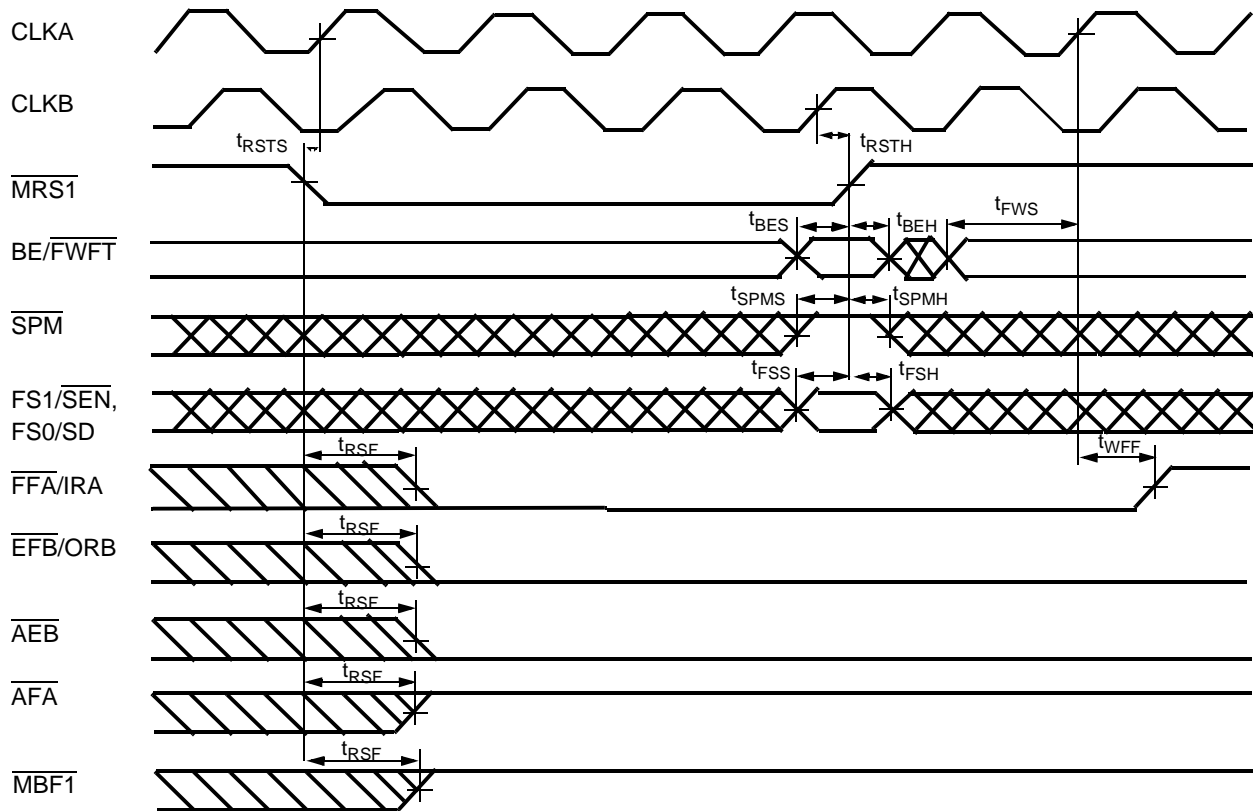 CLKA
CLKB
tRSTS
tRSTH
MRS1
tBES
tBEH
tFWS
BE/FWFT
tSPMS
tSPMH
SPM
tFSS
tFSH
FS1/SEN,
FS0/SD
tRSF
tWFF
FFA/IRA
tRSF
EFB/ORB
tRSF
AEB
tRSF
AFA
tRSF
MBF1